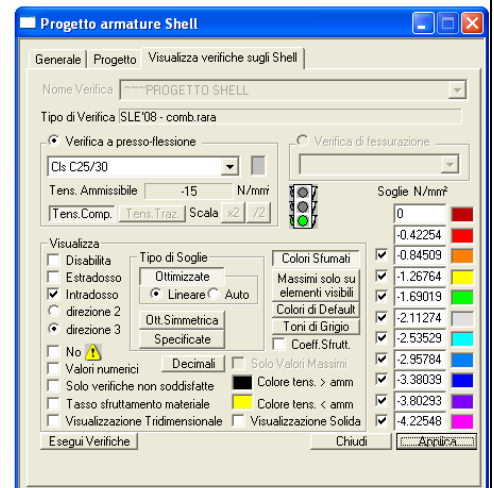 Progetto armature Shell
Generale Progetto Visualizza verifiche sugli Shell
Nome Verifica ~~~PROGETTO SHELL
Tipo di Verifica SLE'08 - comb.rara
Verifica a presso-flessione
Verifica di fessurazione
Cls C25/30
Tens. Ammissibile -15 N/mm²
Soglie N/mm²
Tens.Comp. Tens.Traz. Scala x2 /2
0
-0.42254
-0.84509
-1.26764
-1.69019
-2.11274
-2.53529
-2.95784
-3.38039
-3.80293
-4.22548
Visualizza
Disabilita
Estradosso
Intradosso
direzione 2
direzione 3
No
Valori numerici
Solo verifiche non soddisfatte
Tasso sfruttamento materiale
Visualizzazione Tridimensionale
Tipo di Soglie
Ottimizzate
Lineare Auto
Ott.Simmetrica
Specificate
Decimali
Colori Sfumati
Massimi solo su
elementi visibili
Colori di Default
Toni di Grigio
Coeff.Sfrutt.
Solo Valori Massimi
Colore tens. > amm
Colore tens. < amm
Visualizzazione Solida
Esegui Verifiche Chiudi Applica